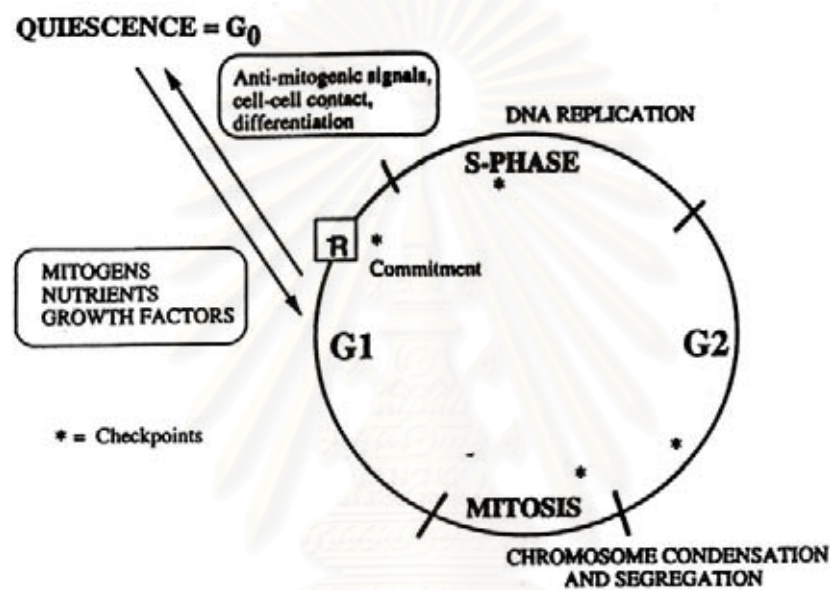 QUIESCENCE = G0
Anti-mitogenic signals,
cell-cell contact,
differentiation
DNA REPLICATION
S-PHASE
*
R
*
Commitment
MITOGENS
NUTRIENTS
GROWTH FACTORS
G1
G2
* = Checkpoints
*
*
MITOSIS
CHROMOSOME CONDENSATION
AND SEGREGATION